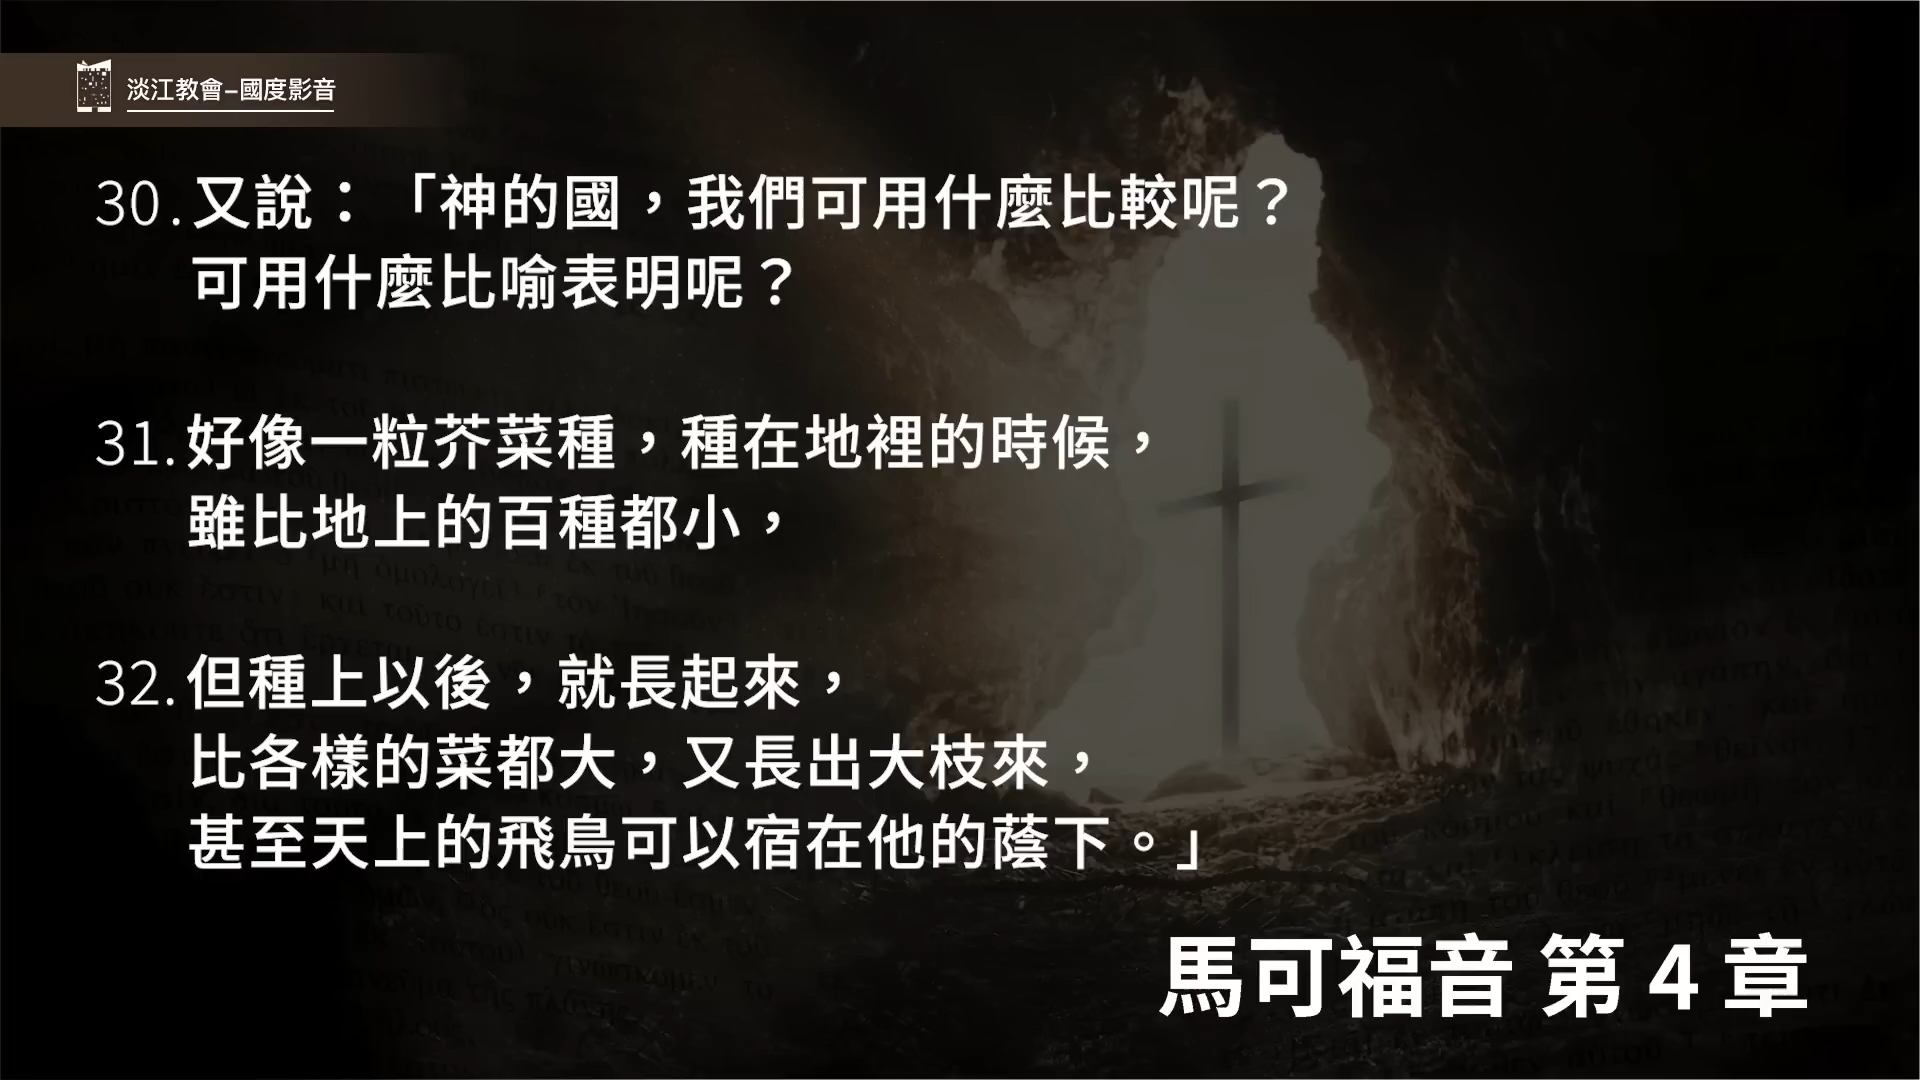 淡江教會–國度影音
30.又說：「神的國，我們可用什麼比較呢？
可用什麼比喻表明呢？
31.好像一粒芥菜種，種在地裡的時候，
雖比地上的百種都小，
32.但種上以後，就長起來，
比各樣的菜都大，又長出大枝來，
甚至天上的飛鳥可以宿在他的蔭下。」
馬可福音 第 4 章